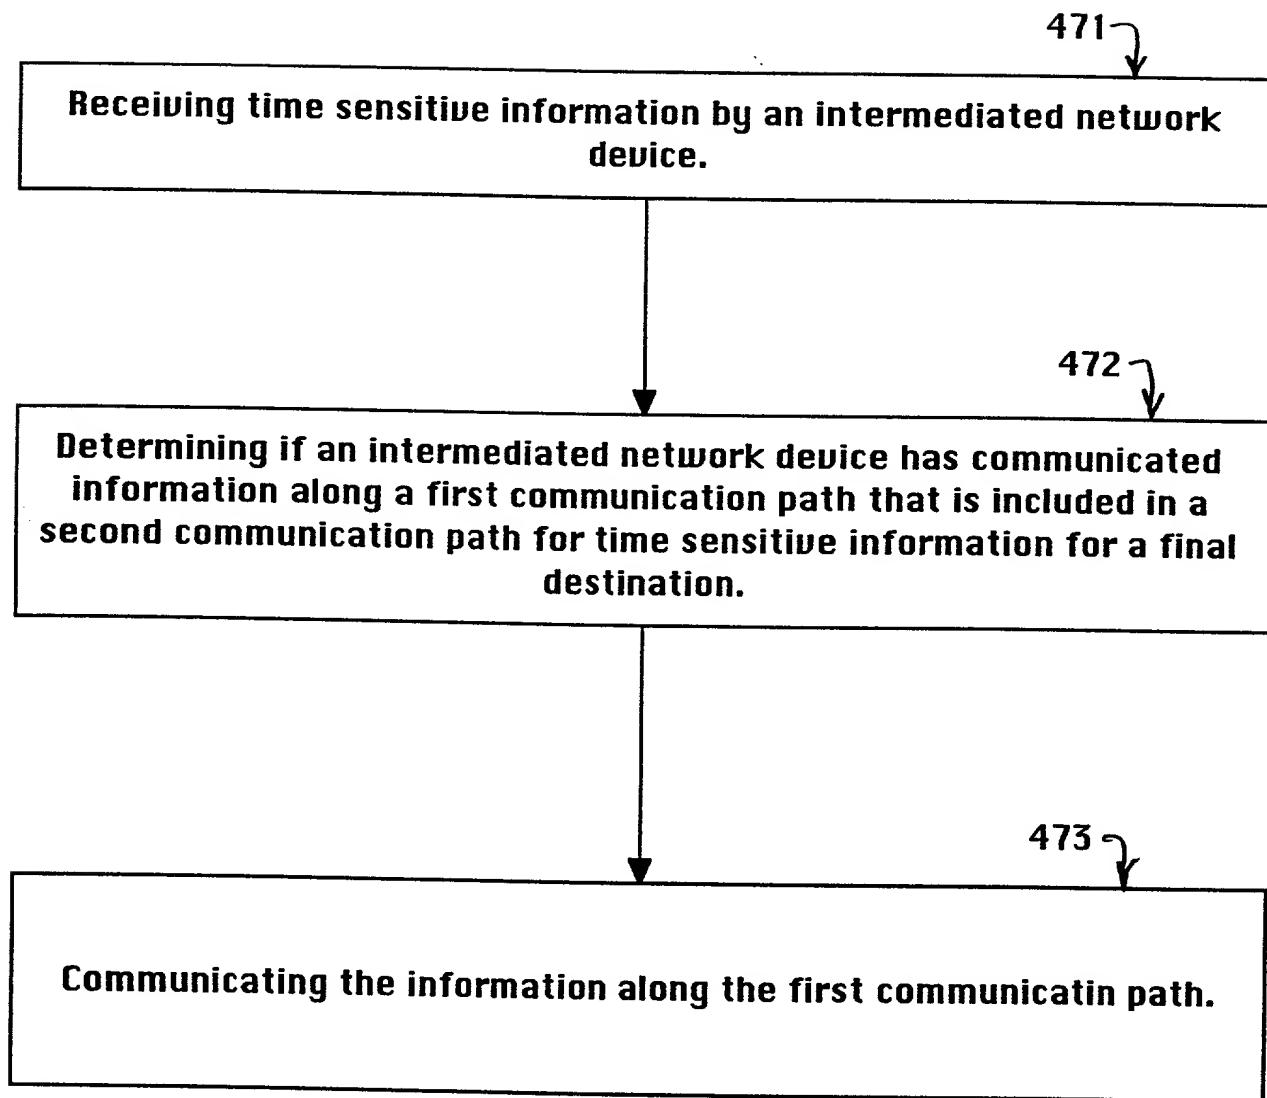 471
Receiving time sensitive information by an intermediated network
device.
472
Determining if an intermediated network device has communicated
information along a first communication path that is included in a
second communication path for time sensitive information for a final
destination.
473
Communicating the information along the first communicatin path.